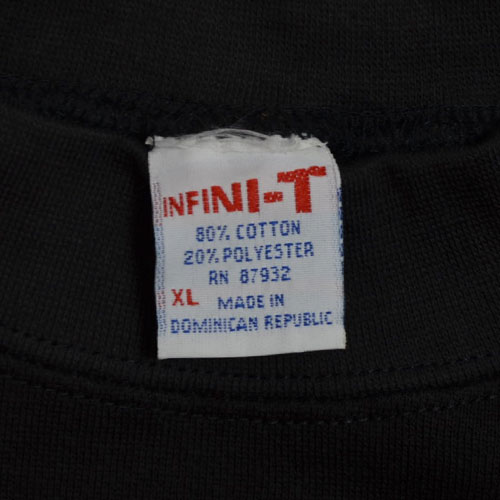 INFINI-T
80% COTTON
20% POLYESTER
RN 87932
XL MADE IN
DOMINICAN REPUBLIC